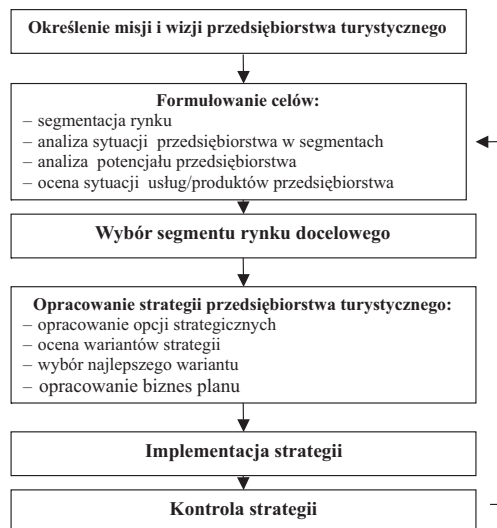 Określenie misji i wizji przedsiębiorstwa turystycznego
Formułowanie celów:
– segmentacja rynku
– analiza sytuacji przedsiębiorstwa w segmentach
– analiza potencjału przedsiębiorstwa
– ocena sytuacji usług/produktów przedsiębiorstwa
Wybór segmentu rynku docelowego
Opracowanie strategii przedsiębiorstwa turystycznego:
– opracowanie opcji strategicznych
– ocena wariantów strategii
– wybór najlepszego wariantu
– opracowanie biznes planu
Implementacja strategii
Kontrola strategii